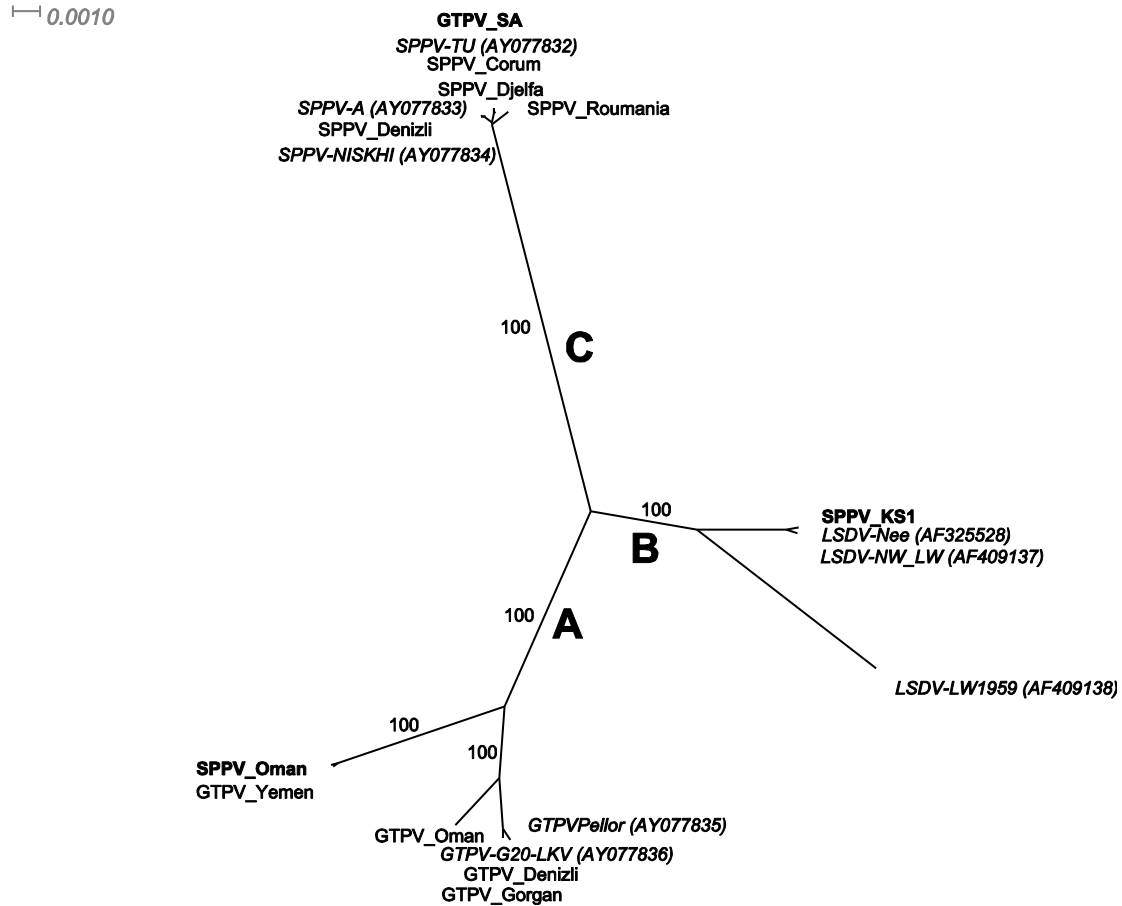 0.0010
GTPV_SA
SPPV-TU (AY077832)
SPPV_Corum
SPPV_Djelfa
SPPV-A (AY077833)
SPPV_Roumania
SPPV_Denizli
SPPV-NISKHI (AY077834)
100
C
100
B
SPPV_KS1
LSDV-Nee (AF325528)
LSDV-NW_LW (AF409137)
100
A
LSDV-LW1959 (AF409138)
100
100
SPPV_Oman
GTPV_Yemen
GTPV_Oman
GTPVPellor (AY077835)
GTPV-G20-LKV (AY077836)
GTPV_Denizli
GTPV_Gorgan